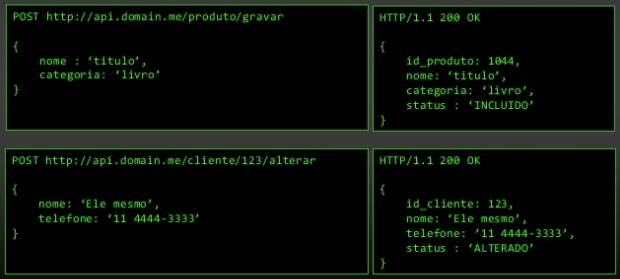 POST http://api.domain.me/produto/gravar
{
nome : ‘titulo’,
categoria: ‘livro’
}
HTTP/1.1 200 OK
{
id_produto: 1044,
nome: ‘titulo’,
categoria: ‘livro’,
status : ‘INCLUIDO’
}
POST http://api.domain.me/cliente/123/alterar
{
nome: ‘Ele mesmo’,
telefone: ‘11 4444-3333’
}
HTTP/1.1 200 OK
{
id_cliente: 123,
nome: ‘Ele mesmo’,
telefone: ’11 4444-3333’,
status : ‘ALTERADO’
}